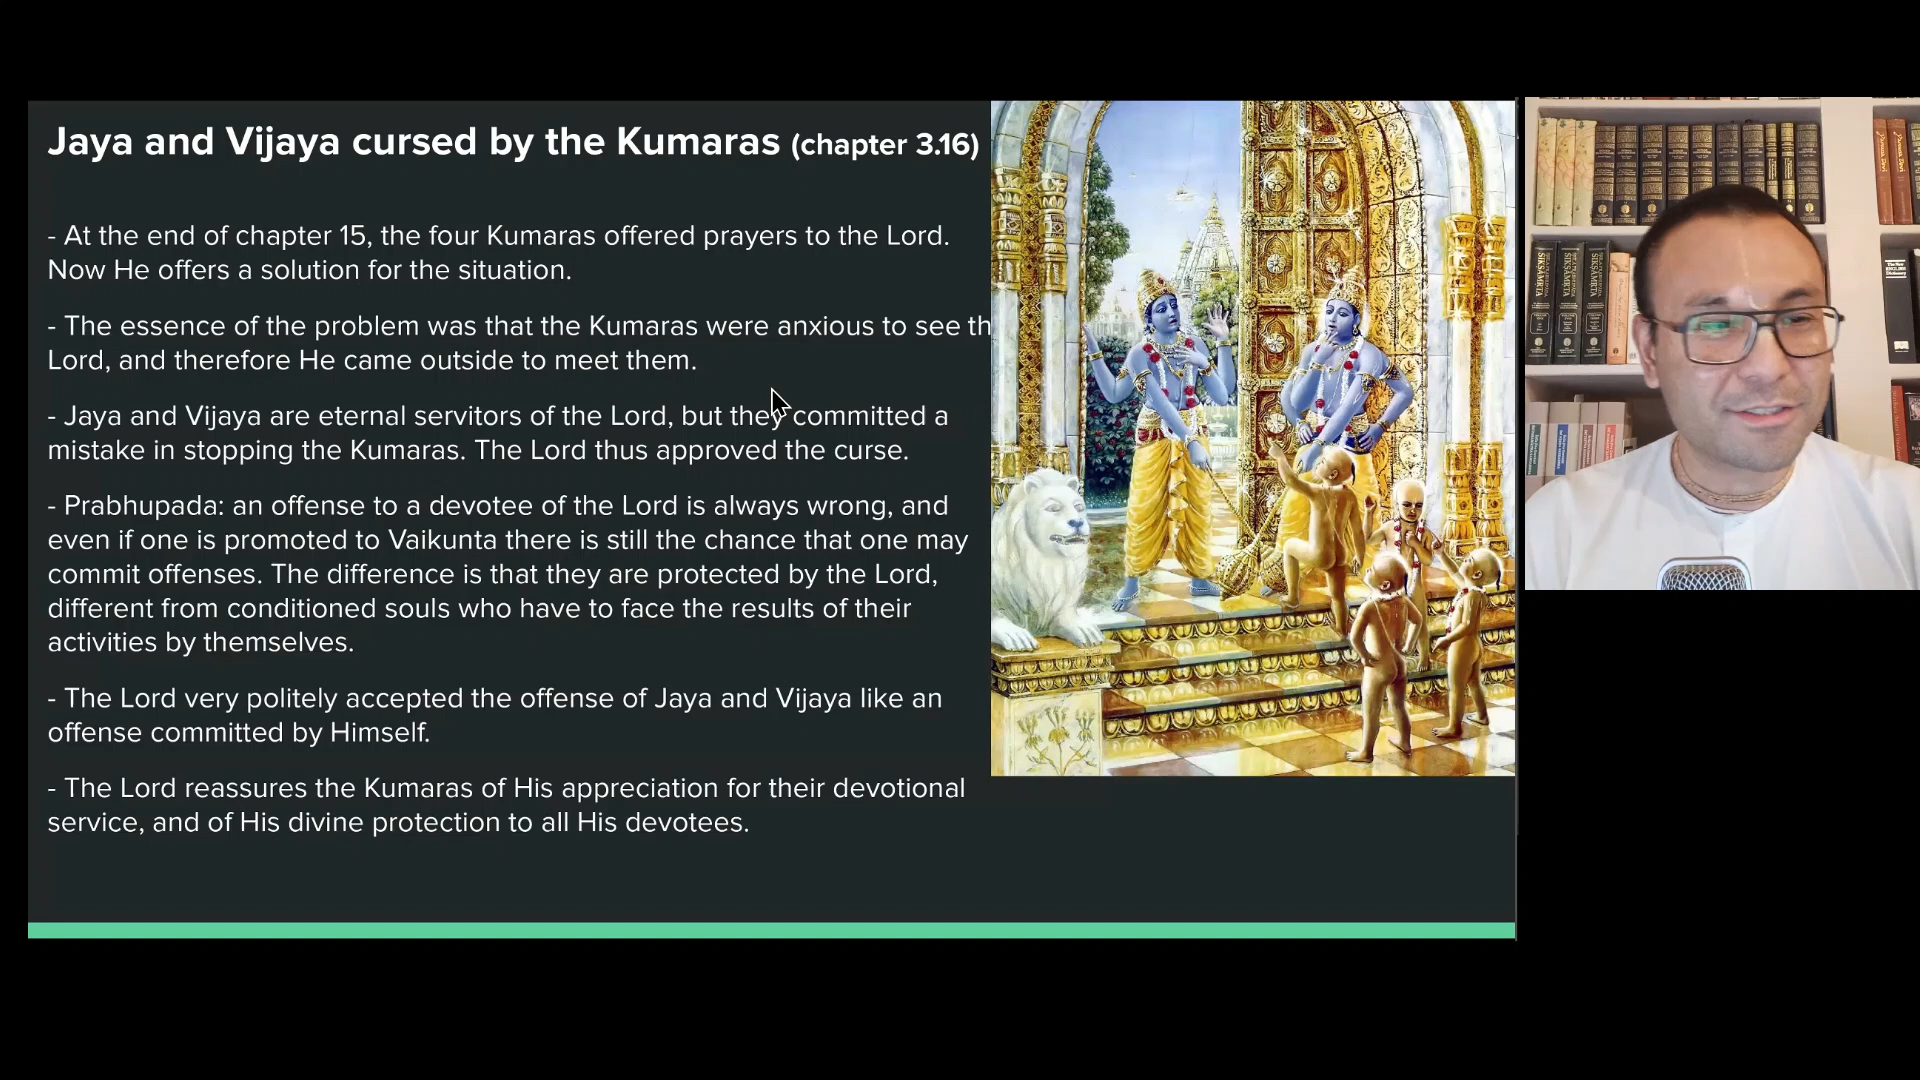 Jaya and Vijaya cursed by the Kumaras (chapter 3.16)
- At the end of chapter 15, the four Kumaras offered prayers to the Lord.
Now He offers a solution for the situation.
- The essence of the problem was that the Kumaras were anxious to see th
Lord, and therefore He came outside to meet them.
- Jaya and Vijaya are eternal servitors of the Lord, but they committed a
mistake in stopping the Kumaras. The Lord thus approved the curse.
- Prabhupada: an offense to a devotee of the Lord is always wrong, and
even if one is promoted to Vaikunta there is still the chance that one may
commit offenses. The difference is that they are protected by the Lord,
different from conditioned souls who have to face the results of their
activities by themselves.
- The Lord very politely accepted the offense of Jaya and Vijaya like an
offense committed by Himself.
- The Lord reassures the Kumaras of His appreciation for their devotional
service, and of His divine protection to all His devotees.
ŚIKṢĀMṚTA
ŚIKṢĀMṚTA
ŚIKṢĀMṚTA